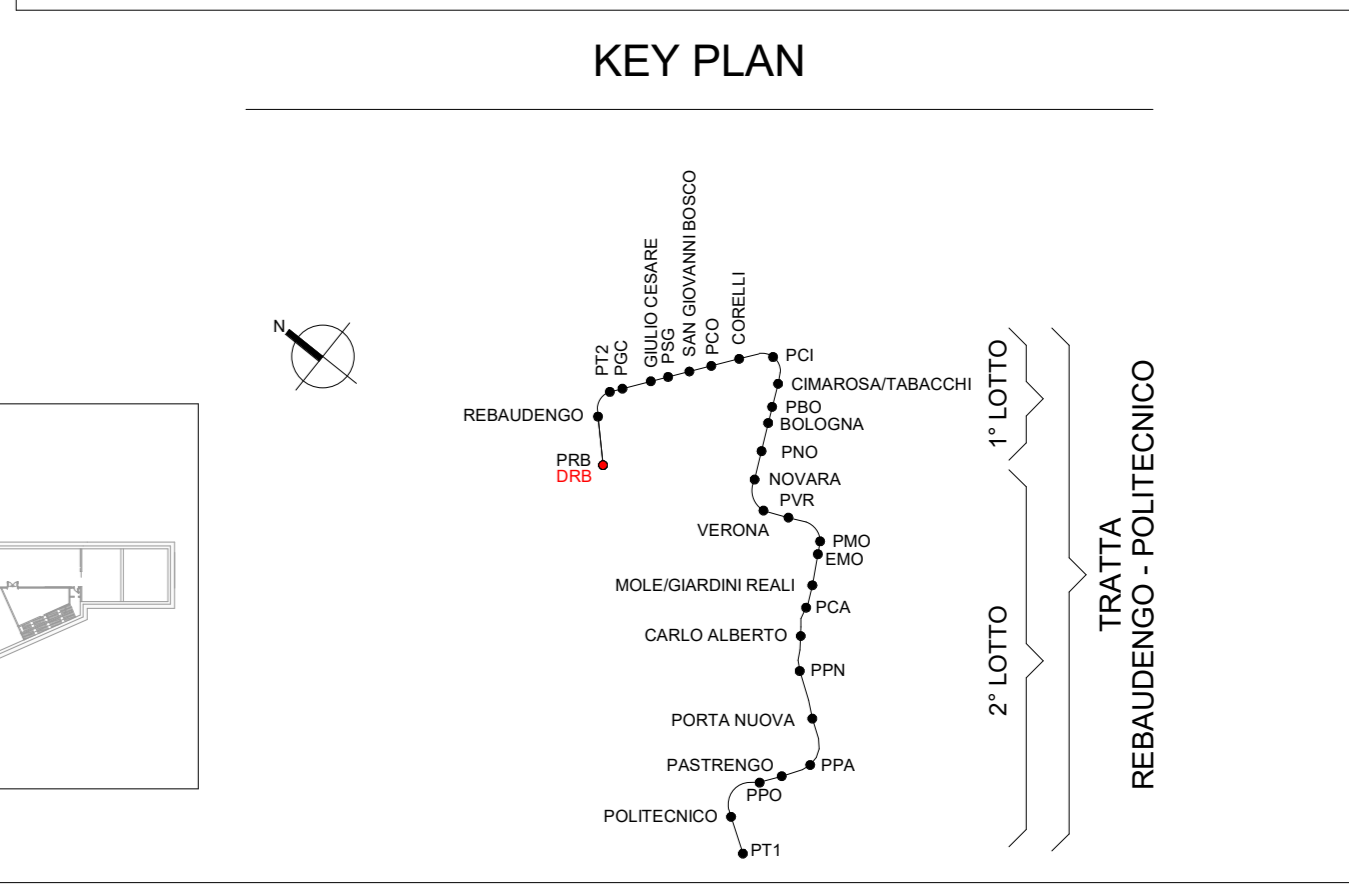 KEY PLAN
N
PT2
PGC
GIULIO CESARE
PSG
SAN GIOVANNI BOSCO
PCO
CORELLI
PCI
CIMAROSA/TABACCHI
REBAUDENGO
PBO
BOLOGNA
PRB
DRB
PNO
NOVARA
PVR
VERONA
PMO
EMO
MOLE/GIARDINI REALI
PCA
CARLO ALBERTO
PPN
PORTA NUOVA
PASTRENGO
PPA
PPO
POLITECNICO
PT1
1° LOTTO
2° LOTTO
TRATTA
REBAUDENGO - POLITECNICO